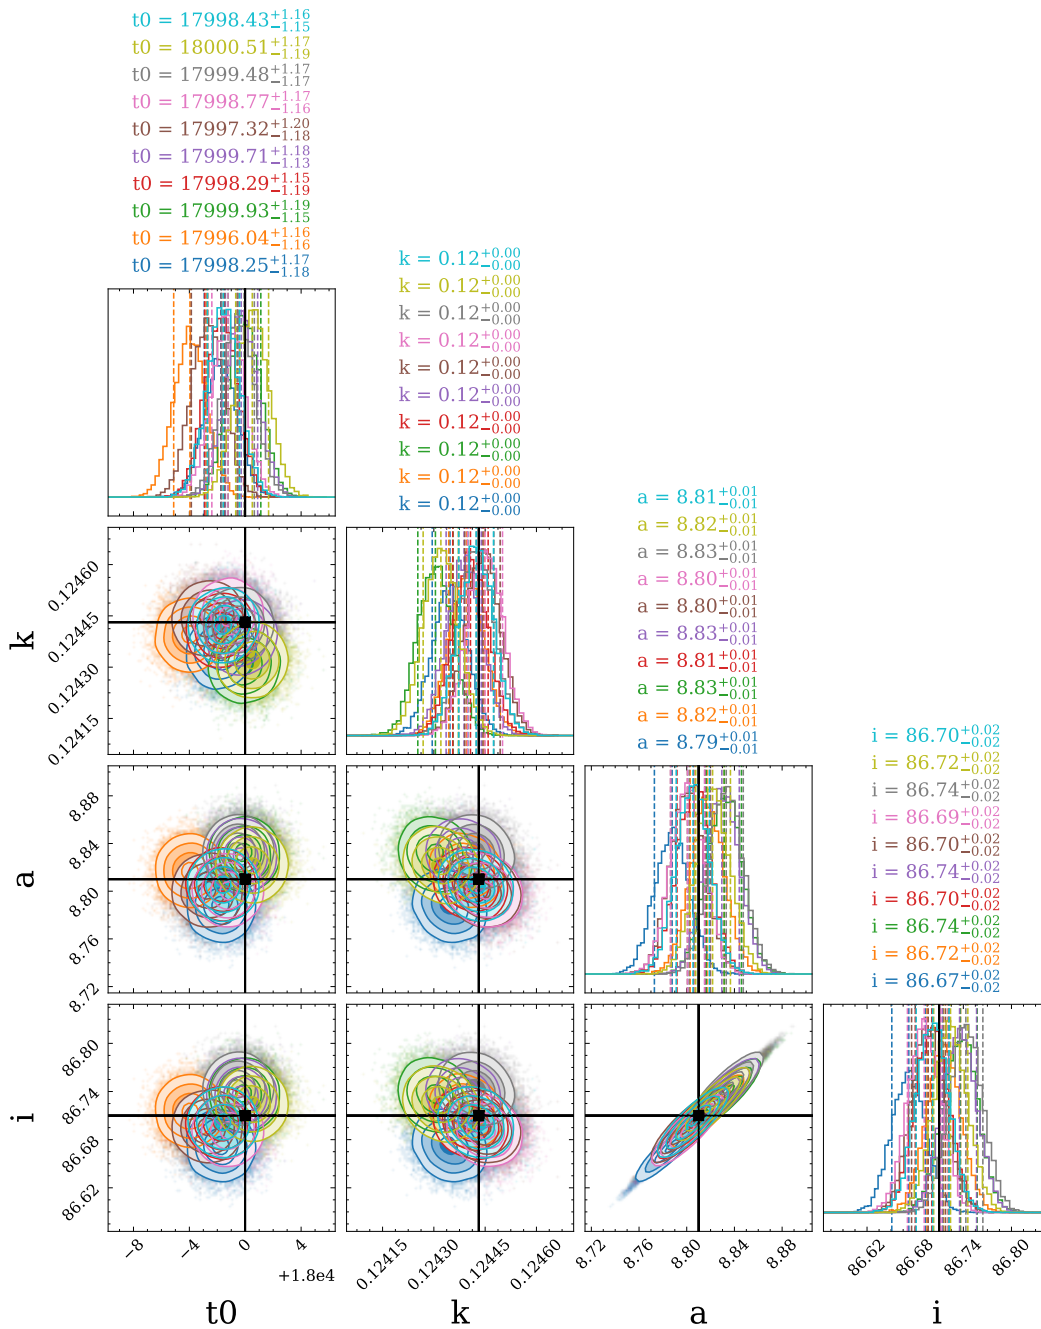 t0 = 17998.43+1.16 −1.15
t0 = 18000.51+1.17 −1.19
t0 = 17999.48+1.17 −1.17
t0 = 17998.77+1.17 −1.16
t0 = 17997.32+1.20 −1.18
t0 = 17999.71+1.18 −1.13
t0 = 17998.29+1.15 −1.19
t0 = 17999.93+1.19 −1.15
t0 = 17996.04+1.16 −1.16
t0 = 17998.25+1.17 −1.18
k = 0.12+0.00 −0.00
k = 0.12+0.00 −0.00
k = 0.12+0.00 −0.00
k = 0.12+0.00 −0.00
k = 0.12+0.00 −0.00
k = 0.12+0.00 −0.00
k = 0.12+0.00 −0.00
k = 0.12+0.00 −0.00
k = 0.12+0.00 −0.00
k = 0.12+0.00 −0.00
a = 8.81+0.01 −0.01
a = 8.82+0.01 −0.01
a = 8.83+0.01 −0.01
a = 8.80+0.01 −0.01
a = 8.80+0.01 −0.01
a = 8.83+0.01 −0.01
a = 8.81+0.01 −0.01
a = 8.83+0.01 −0.01
a = 8.82+0.01 −0.01
a = 8.79+0.01 −0.01
i = 86.70+0.02 −0.02
i = 86.72+0.02 −0.02
i = 86.74+0.02 −0.02
i = 86.69+0.02 −0.02
i = 86.70+0.02 −0.02
i = 86.74+0.02 −0.02
i = 86.70+0.02 −0.02
i = 86.74+0.02 −0.02
i = 86.72+0.02 −0.02
i = 86.67+0.02 −0.02
0.12460
0.12445
0.12430
0.12415
k
8.88
8.84
8.80
8.76
8.72
a
86.80
86.74
86.68
86.62
i
−8 −4 0 4
+1.8e4
t0
0.12415 0.12430 0.12445 0.12460
k
8.72 8.76 8.80 8.84 8.88
a
86.62 86.68 86.74 86.80
i